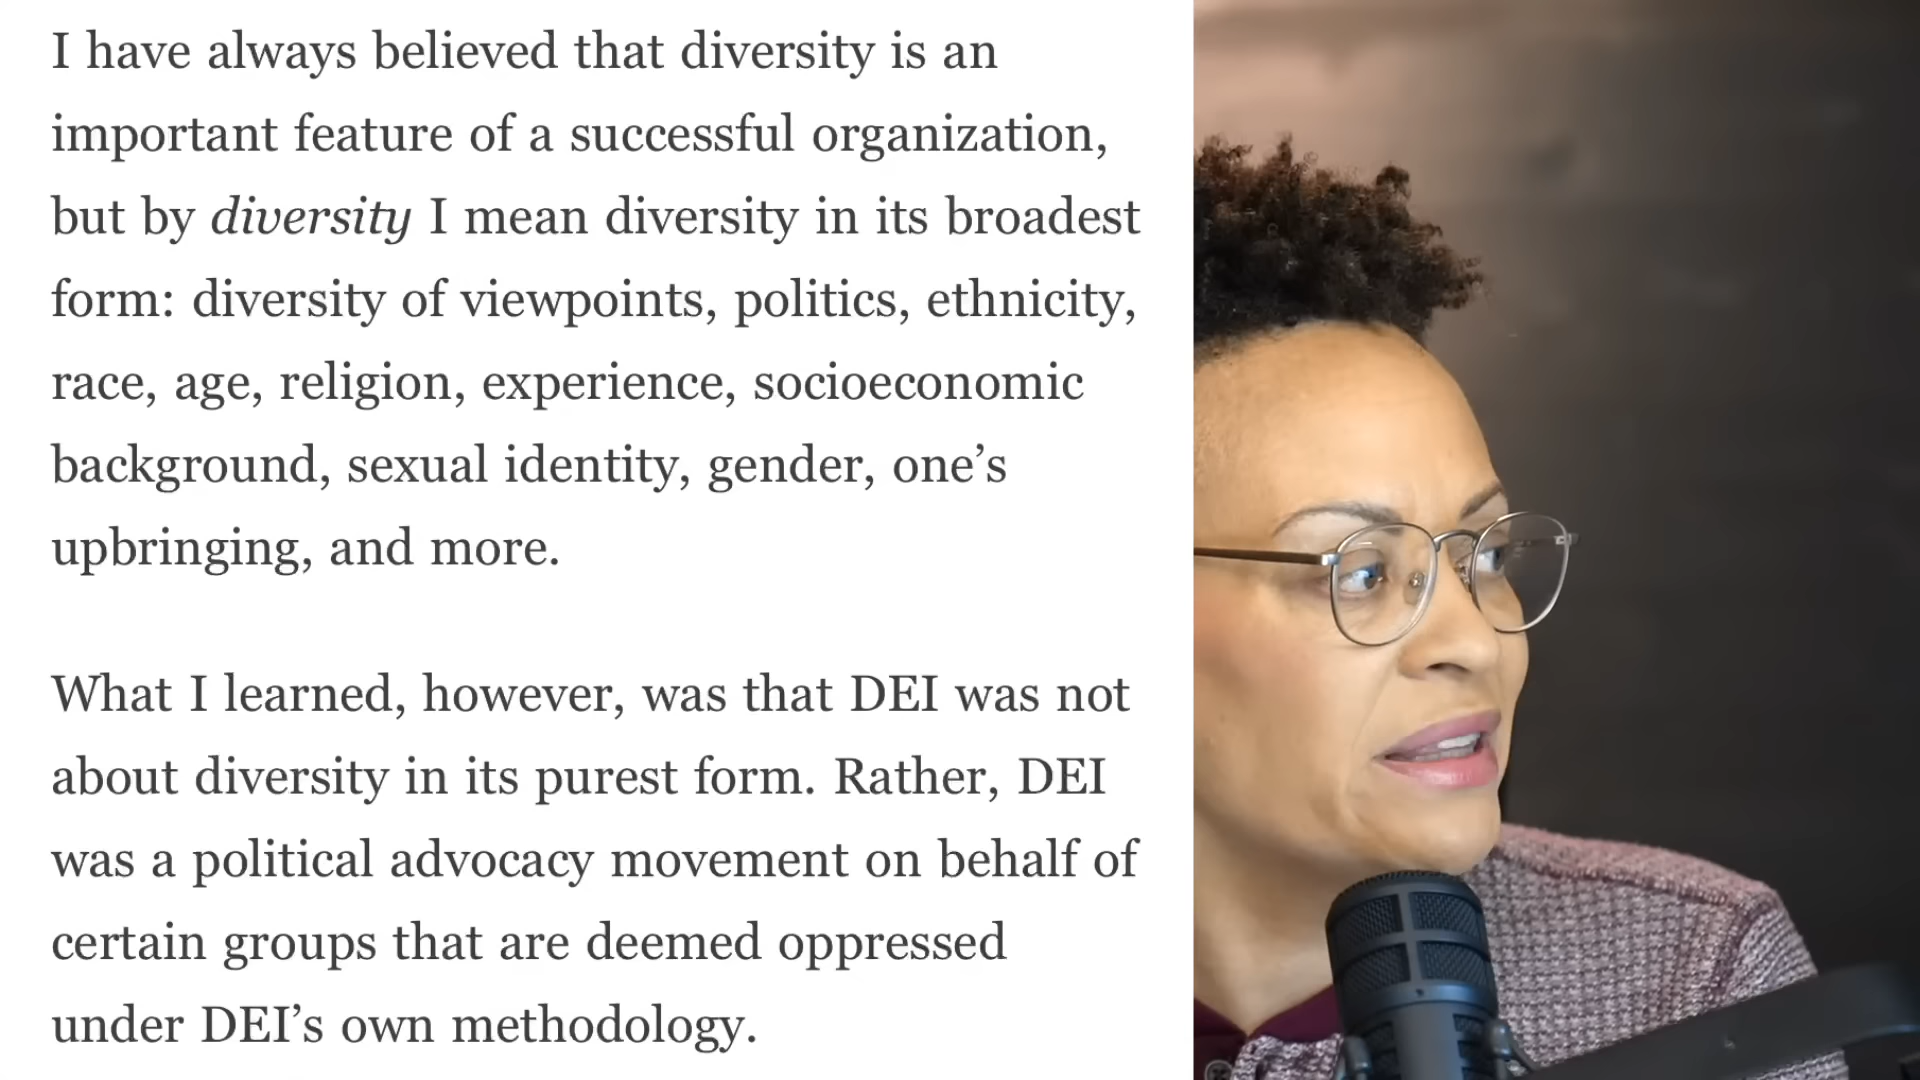 I have always believed that diversity is an
important feature of a successful organization,
but by diversity I mean diversity in its broadest
form: diversity of viewpoints, politics, ethnicity,
race, age, religion, experience, socioeconomic
background, sexual identity, gender, one’s
upbringing, and more.
What I learned, however, was that DEI was not
about diversity in its purest form. Rather, DEI
was a political advocacy movement on behalf of
certain groups that are deemed oppressed
under DEI’s own methodology.